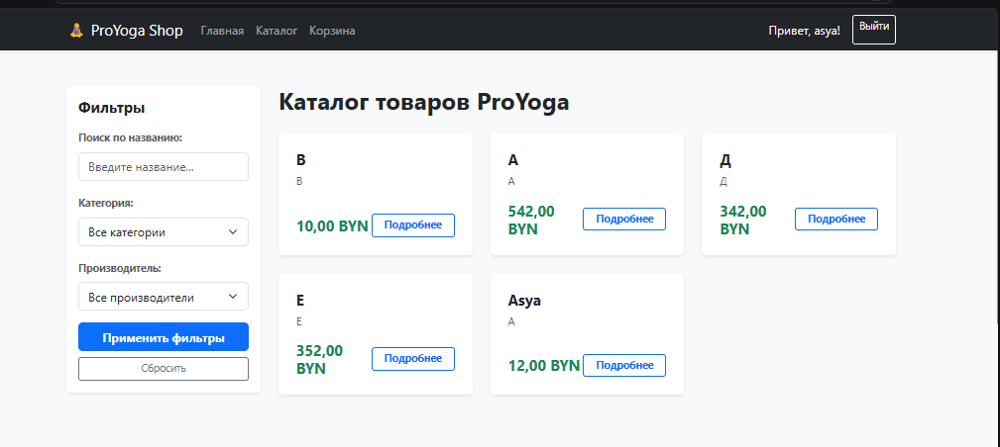 ProYoga Shop
Главная Каталог Корзина
Привет, asya!
Выйти
Фильтры
Поиск по названию:
Введите название...
Категория:
Все категории
Производитель:
Все производители
Применить фильтры
Сбросить
Каталог товаров ProYoga
В
В
10,00 BYN
Подробнее
А
А
542,00
BYN
Подробнее
Д
Д
342,00
BYN
Подробнее
Е
Е
352,00
BYN
Подробнее
Asya
А
12,00 BYN
Подробнее